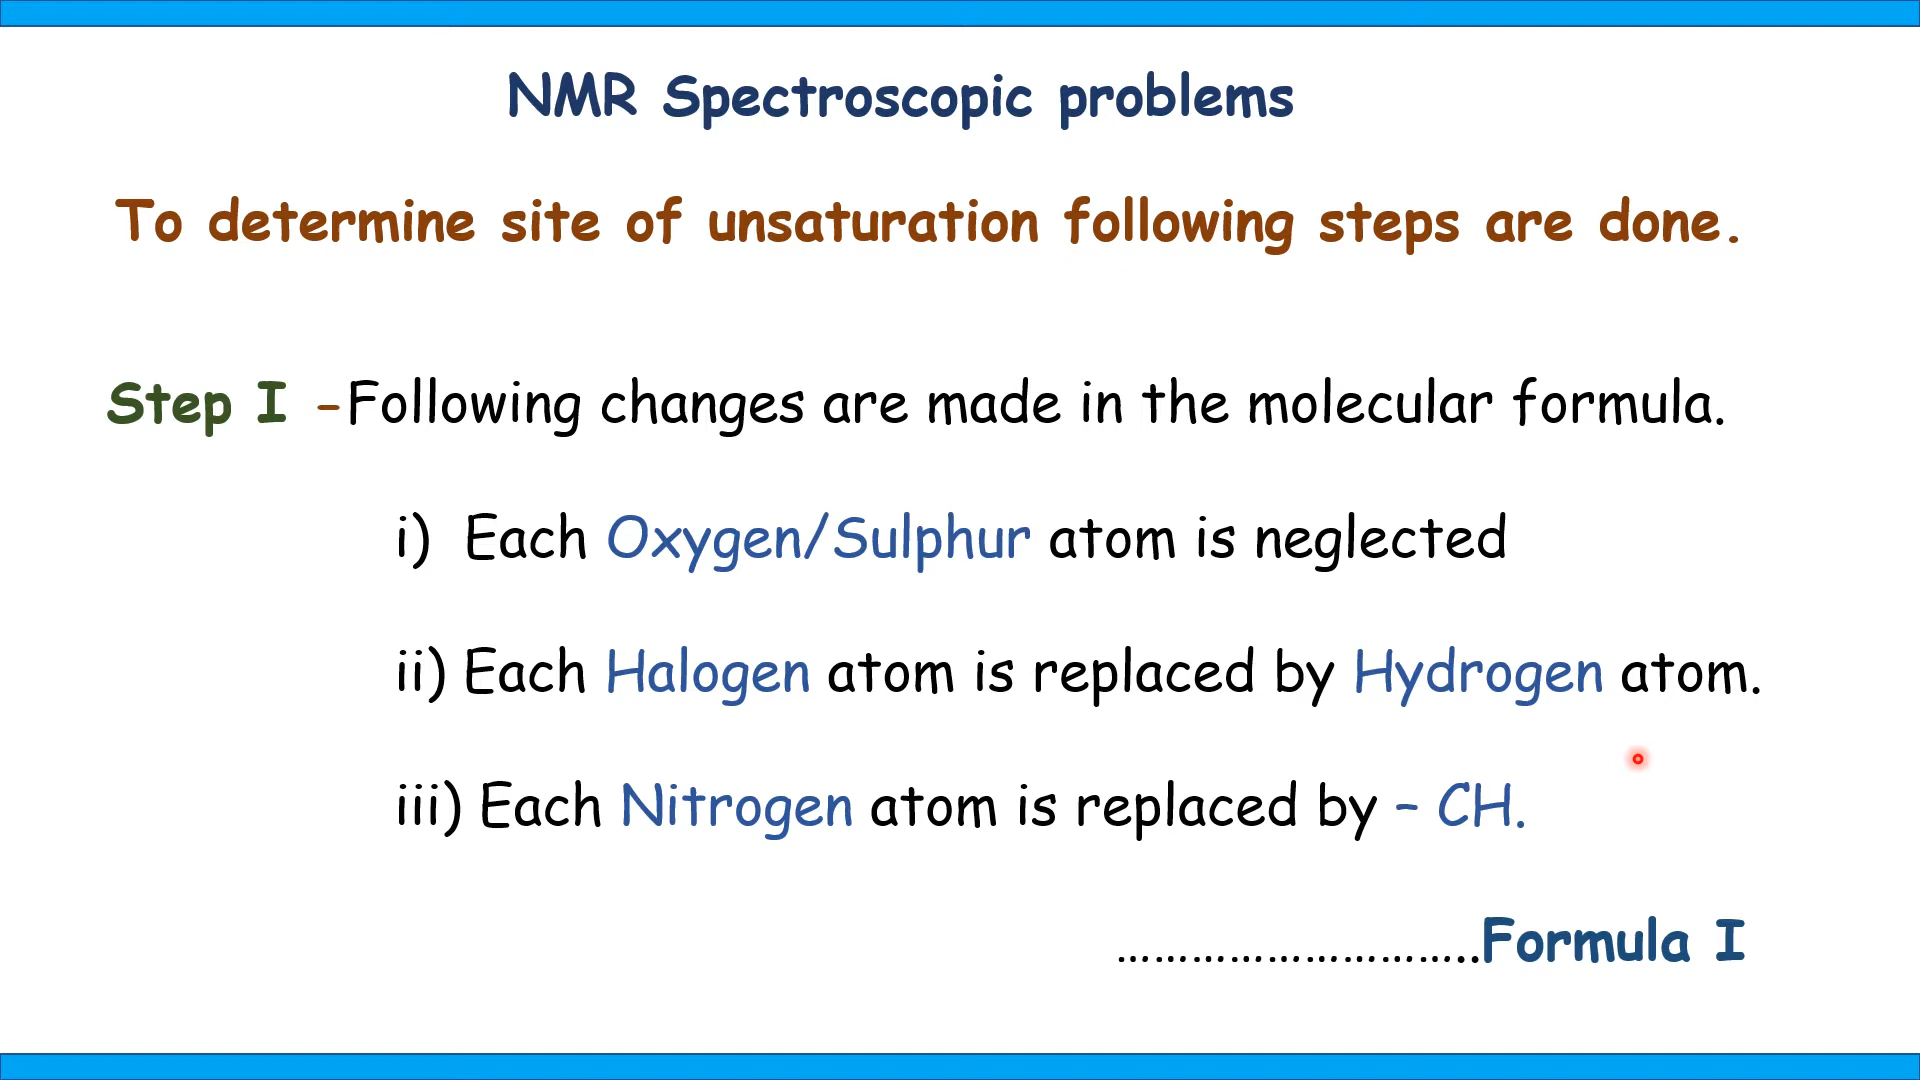 NMR Spectroscopic problems
To determine site of unsaturation following steps are done.
Step I -Following changes are made in the molecular formula.
i) Each Oxygen/Sulphur atom is neglected
ii) Each Halogen atom is replaced by Hydrogen atom.
iii) Each Nitrogen atom is replaced by – CH.
………………………..Formula I